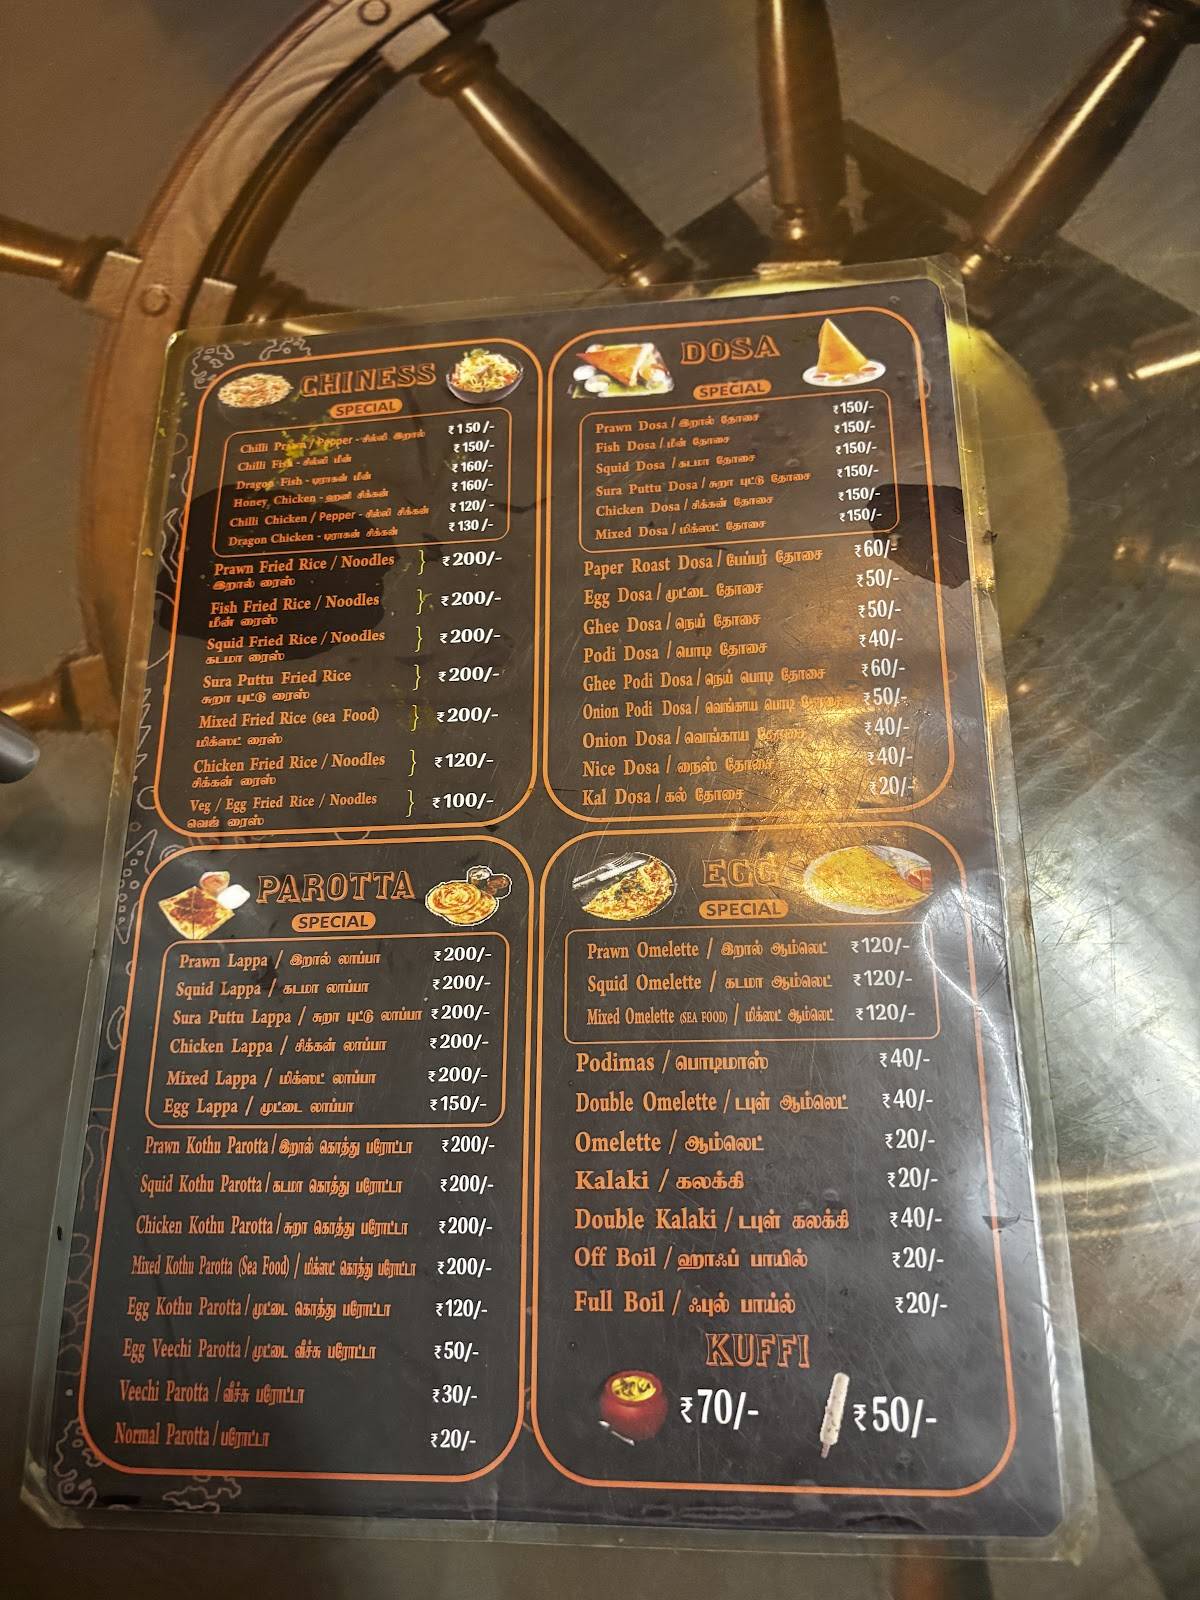 CHINESS
SPECIAL
Chilli Prawn / Pepper - சில்லி இறால் ₹150/-
Chilli Fish - சில்லி மீன் ₹150/-
Dragon Fish - டிராகன் மீன் ₹160/-
Honey Chicken - ஹனி சிக்கன் ₹160/-
Chilli Chicken / Pepper - சில்லி சிக்கன் ₹120/-
Dragon Chicken - டிராகன் சிக்கன் ₹130/-
Prawn Fried Rice / Noodles } ₹200/-
இறால் ரைஸ்
Fish Fried Rice / Noodles } ₹200/-
மீன் ரைஸ்
Squid Fried Rice / Noodles } ₹200/-
கடமா ரைஸ்
Sura Puttu Fried Rice } ₹200/-
சுறா புட்டு ரைஸ்
Mixed Fried Rice (sea Food) } ₹200/-
மிக்ஸட் ரைஸ்
Chicken Fried Rice / Noodles } ₹120/-
சிக்கன் ரைஸ்
Veg / Egg Fried Rice / Noodles } ₹100/-
வெஜ் ரைஸ்
DOSA
SPECIAL
Prawn Dosa / இறால் தோசை ₹150/-
Fish Dosa / மீன் தோசை ₹150/-
Squid Dosa / கடமா தோசை ₹150/-
Sura Puttu Dosa / சுறா புட்டு தோசை ₹150/-
Chicken Dosa / சிக்கன் தோசை ₹150/-
Mixed Dosa / மிக்ஸட் தோசை ₹150/-
Paper Roast Dosa / பேப்பர் தோசை ₹60/-
Egg Dosa / முட்டை தோசை ₹50/-
Ghee Dosa / நெய் தோசை ₹50/-
Podi Dosa / பொடி தோசை ₹40/-
Ghee Podi Dosa / நெய் பொடி தோசை ₹60/-
Onion Podi Dosa / வெங்காய பொடி தோசை ₹50/-
Onion Dosa / வெங்காய தோசை ₹40/-
Nice Dosa / நைஸ் தோசை ₹40/-
Kal Dosa / கல் தோசை ₹20/-
PAROTTA
SPECIAL
Prawn Lappa / இறால் லாப்பா ₹200/-
Squid Lappa / கடமா லாப்பா ₹200/-
Sura Puttu Lappa / சுறா புட்டு லாப்பா ₹200/-
Chicken Lappa / சிக்கன் லாப்பா ₹200/-
Mixed Lappa / மிக்ஸட் லாப்பா ₹200/-
Egg Lappa / முட்டை லாப்பா ₹150/-
Prawn Kothu Parotta / இறால் கொத்து பரோட்டா ₹200/-
Squid Kothu Parotta / கடமா கொத்து பரோட்டா ₹200/-
Chicken Kothu Parotta / சுறா கொத்து பரோட்டா ₹200/-
Mixed Kothu Parotta (Sea Food) / மிக்ஸட் கொத்து பரோட்டா ₹200/-
Egg Kothu Parotta / முட்டை கொத்து பரோட்டா ₹120/-
Egg Veechi Parotta / முட்டை வீச்சு பரோட்டா ₹50/-
Veechi Parotta / வீச்சு பரோட்டா ₹30/-
Normal Parotta / பரோட்டா ₹20/-
EGG
SPECIAL
Prawn Omelette / இறால் ஆம்லெட் ₹120/-
Squid Omelette / கடமா ஆம்லெட் ₹120/-
Mixed Omelette (SEA FOOD) / மிக்ஸட் ஆம்லெட் ₹120/-
Podimas / பொடிமாஸ் ₹40/-
Double Omelette / டபுள் ஆம்லெட் ₹40/-
Omelette / ஆம்லெட் ₹20/-
Kalaki / கலக்கி ₹20/-
Double Kalaki / டபுள் கலக்கி ₹40/-
Off Boil / ஹாஃப் பாயில் ₹20/-
Full Boil / ஃபுல் பாய்ல் ₹20/-
KUFFI
₹70/- ₹50/-